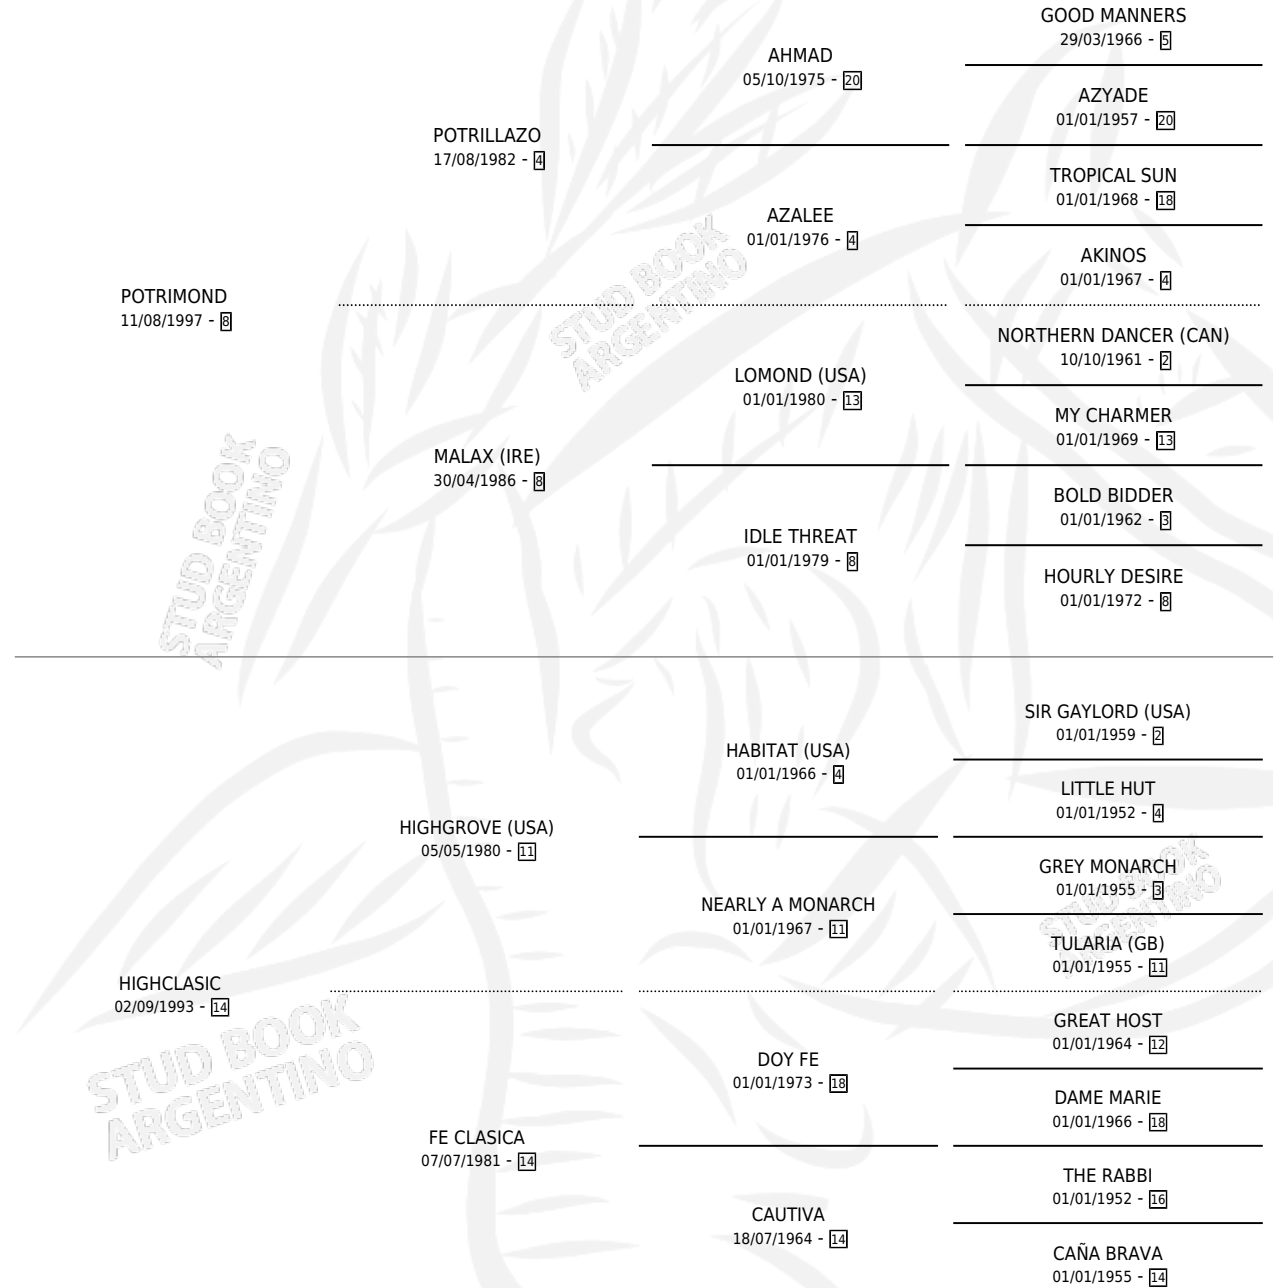 GOOD MANNERS
29/03/1966 - 5
AHMAD
05/10/1975 - 20
AZYADE
01/01/1957 - 20
POTRILLAZO
17/08/1982 - 4
TROPICAL SUN
01/01/1968 - 18
AZALEE
01/01/1976 - 4
AKINOS
01/01/1967 - 4
POTRIMOND
11/08/1997 - 8
NORTHERN DANCER (CAN)
10/10/1961 - 2
LOMOND (USA)
01/01/1980 - 13
MY CHARMER
01/01/1969 - 13
MALAX (IRE)
30/04/1986 - 8
BOLD BIDDER
01/01/1962 - 3
IDLE THREAT
01/01/1979 - 8
HOURLY DESIRE
01/01/1972 - 8
SIR GAYLORD (USA)
01/01/1959 - 2
HABITAT (USA)
01/01/1966 - 4
LITTLE HUT
01/01/1952 - 4
HIGHGROVE (USA)
05/05/1980 - 11
GREY MONARCH
01/01/1955 - 3
NEARLY A MONARCH
01/01/1967 - 11
TULARIA (GB)
01/01/1955 - 11
HIGHCLASIC
02/09/1993 - 14
GREAT HOST
01/01/1964 - 12
DOY FE
01/01/1973 - 18
DAME MARIE
01/01/1966 - 18
FE CLASICA
07/07/1981 - 14
THE RABBI
01/01/1952 - 16
CAUTIVA
18/07/1964 - 14
CAÑA BRAVA
01/01/1955 - 14
STUD BOOK
ARGENTINO
STUD BOOK
ARGENTINO
STUD BOOK
ARGENTINO
STUD BOOK
ARGENTINO